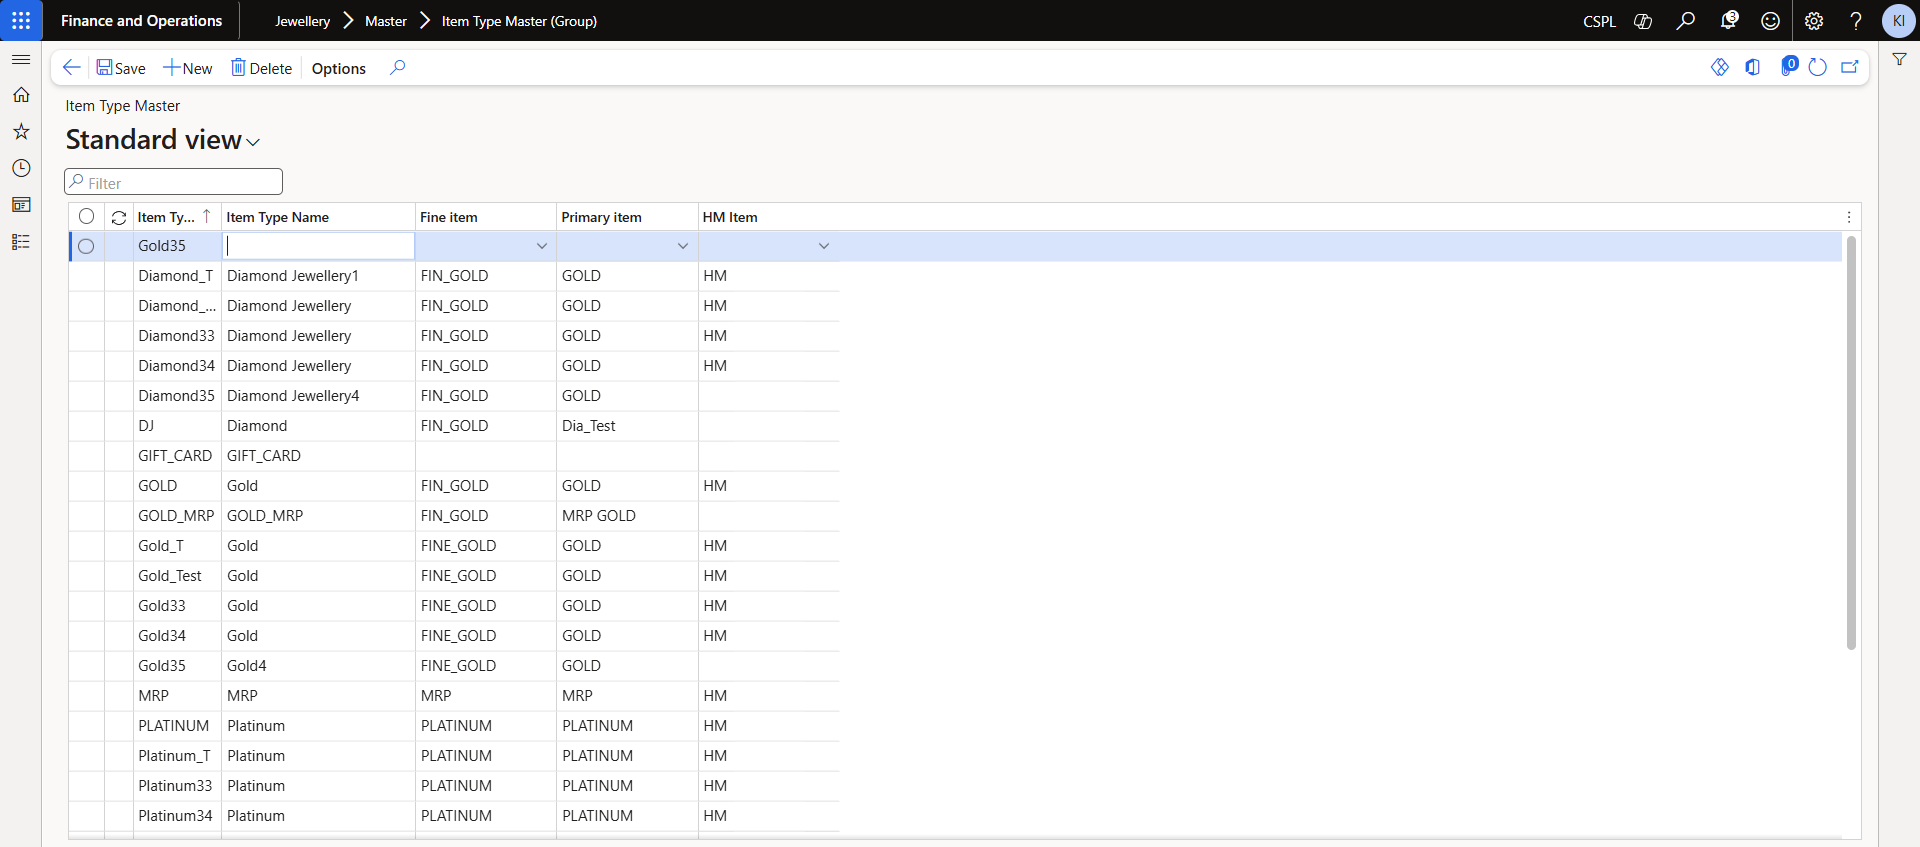 Finance and Operations Jewellery Master Item Type Master (Group) CSPL 3 KI
Save New Delete Options 0
Item Type Master
Standard view
Filter
Item Ty... Item Type Name Fine item Primary item HM Item
Gold35
Diamond_T Diamond Jewellery1 FIN_GOLD GOLD HM
Diamond_... Diamond Jewellery FIN_GOLD GOLD HM
Diamond33 Diamond Jewellery FIN_GOLD GOLD HM
Diamond34 Diamond Jewellery FIN_GOLD GOLD HM
Diamond35 Diamond Jewellery4 FIN_GOLD GOLD
DJ Diamond FIN_GOLD Dia_Test
GIFT_CARD GIFT_CARD
GOLD Gold FIN_GOLD GOLD HM
GOLD_MRP GOLD_MRP FIN_GOLD MRP GOLD
Gold_T Gold FINE_GOLD GOLD HM
Gold_Test Gold FINE_GOLD GOLD HM
Gold33 Gold FINE_GOLD GOLD HM
Gold34 Gold FINE_GOLD GOLD HM
Gold35 Gold4 FINE_GOLD GOLD
MRP MRP MRP MRP HM
PLATINUM Platinum PLATINUM PLATINUM HM
Platinum_T Platinum PLATINUM PLATINUM HM
Platinum33 Platinum PLATINUM PLATINUM HM
Platinum34 Platinum PLATINUM PLATINUM HM